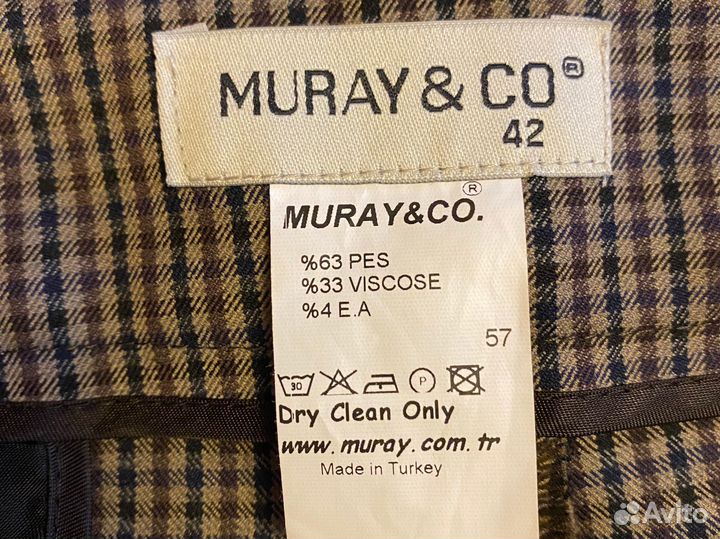 MURAY & CO®
42
MURAY&CO.®
%63 PES
%33 VISCOSE
%4 E.A
57
30 P
Dry Clean Only
www.muray.com.tr
Made in Turkey
Avito